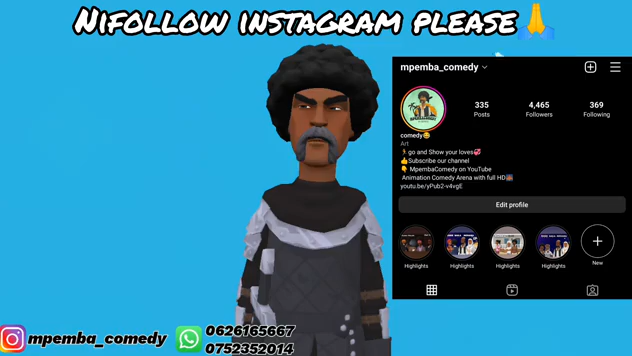 Nifollow instagram please🙏
mpemba_comedy
335
4,465
369
Posts
Followers
Following
comedy😂
Art
🏃go and Show your loves💞
👍Subscribe our channel
👇 MpembaComedy on YouTube
Animation Comedy Arena with full HD🌉
youtu.be/yPub2-v4vgE
Edit profile
Highlights
Highlights
Highlights
Highlights
New
mpemba_comedy
0626165667
0752352014